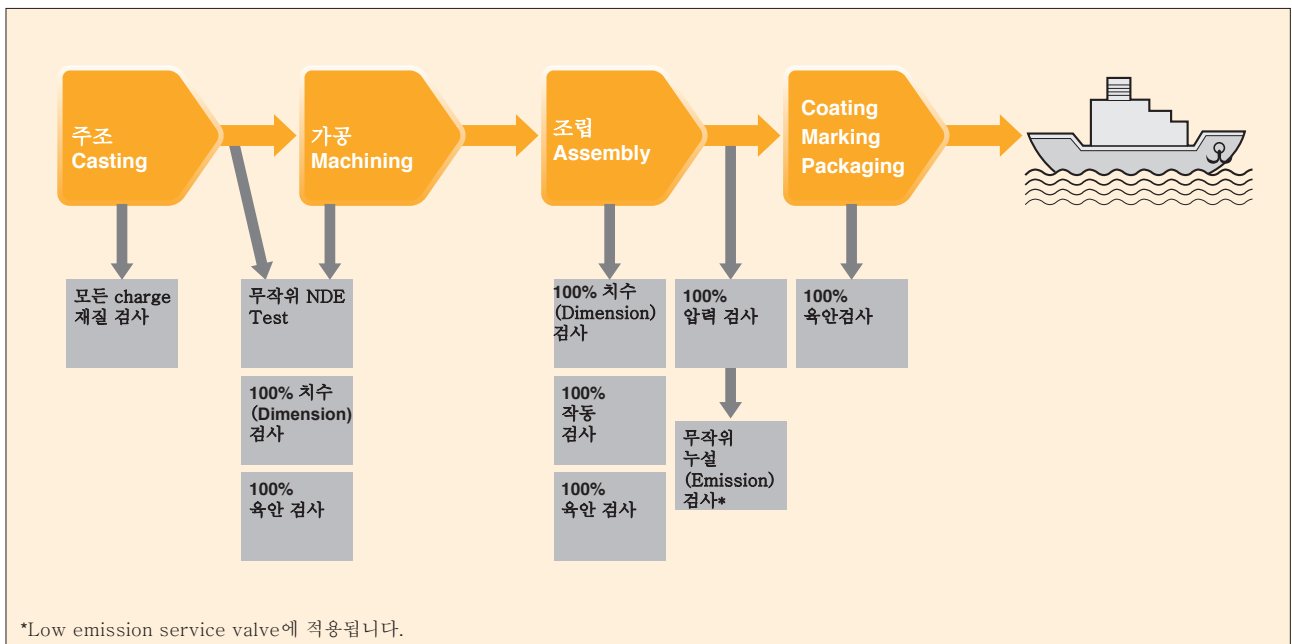 주조
Casting
가공
Machining
조립
Assembly
Coating
Marking
Packaging
모든 charge
재질 검사
무작위 NDE
Test
100% 치수
(Dimension)
검사
100%
육안 검사
100% 치수
(Dimension)
검사
100%
작동
검사
100%
육안 검사
100%
압력 검사
무작위
누설
(Emission)
검사*
100%
육안검사
*Low emission service valve에 적용됩니다.